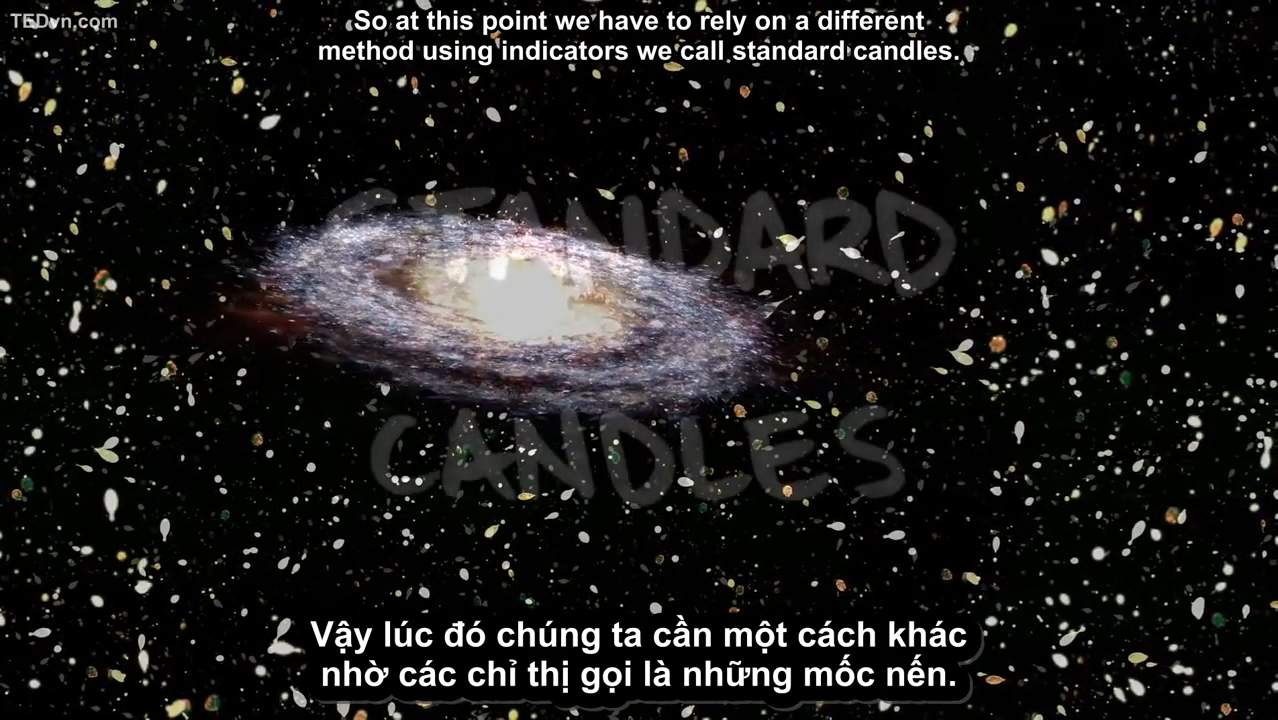 TEDvn.com
So at this point we have to rely on a different
method using indicators we call standard candles.
STANDARD
CANDLES
Vậy lúc đó chúng ta cần một cách khác
nhờ các chỉ thị gọi là những mốc nến.